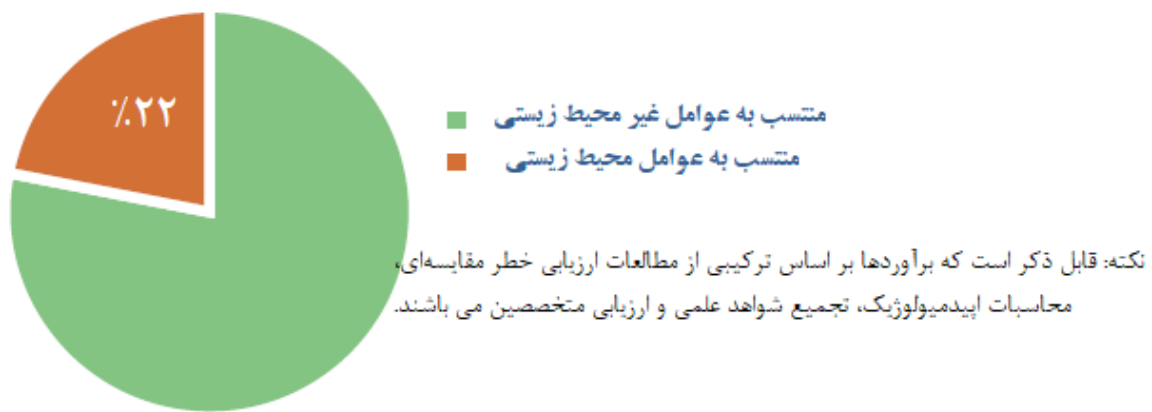 ٪۲۲
منتسب به عوامل غیر محیط زیستی
منتسب به عوامل محیط زیستی
نکته: قابل ذکر است که برآوردها بر اساس ترکیبی از مطالعات ارزیابی خطر مقایسه‌ای،
محاسبات اپیدمیولوژیک، تجمیع شواهد علمی و ارزیابی متخصصین می باشند.